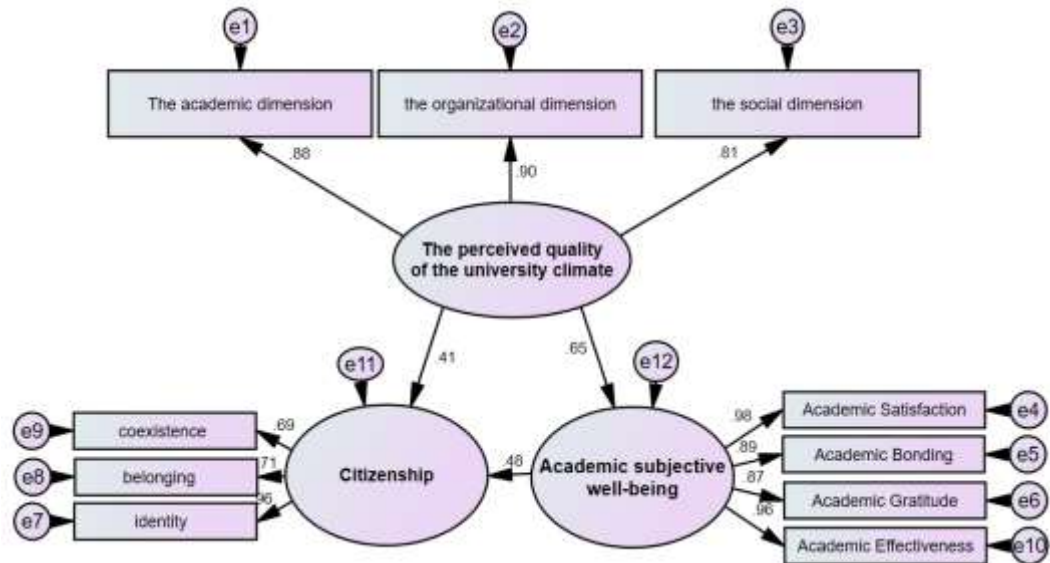 e1
e2
e3
The academic dimension
the organizational dimension
the social dimension
.88
.90
.81
The perceived quality
of the university climate
41
.65
e11
e12
e9
coexistence
.69
e8
belonging
.71
e7
identity
.96
Citizenship
.48
Academic subjective
well-being
.98
Academic Satisfaction
e4
.89
Academic Bonding
e5
.87
Academic Gratitude
e6
.96
Academic Effectiveness
e10